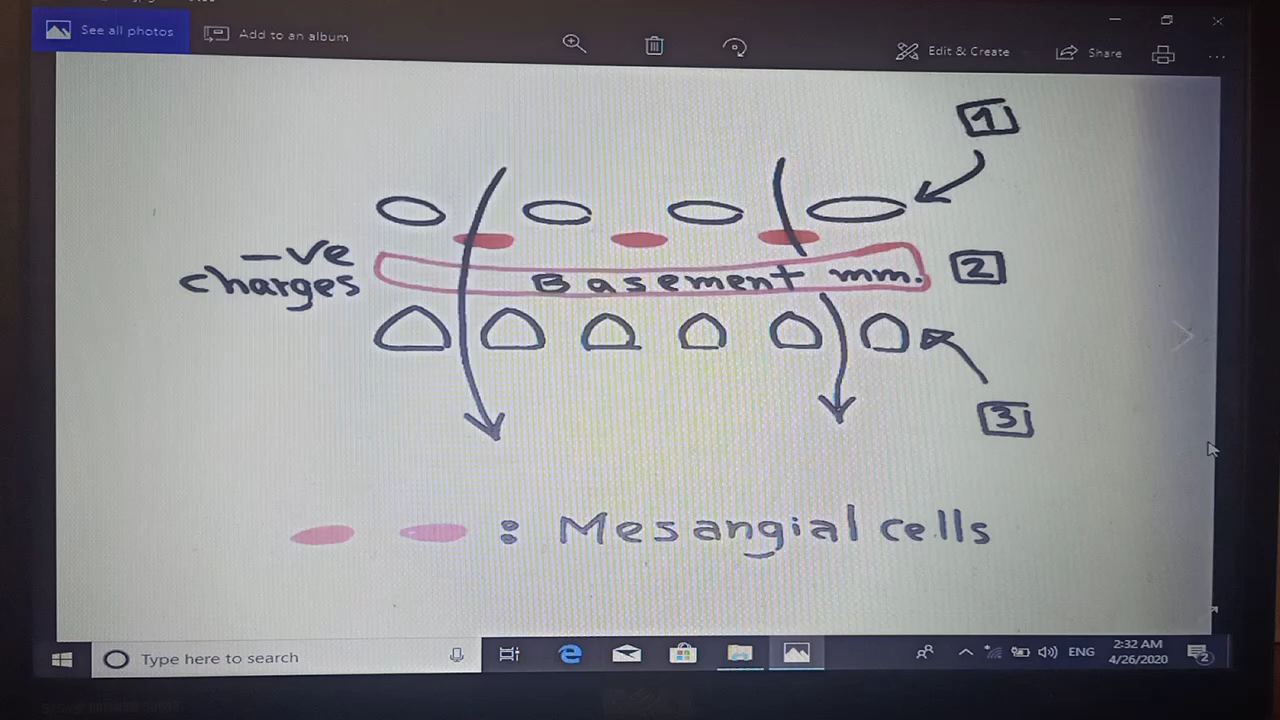 See all photos
Add to an album
Edit & Create
Share
1
-ve
charges
Basement mm.
2
3
: Mesangial cells
Type here to search
ENG
2:32 AM
4/26/2020
2